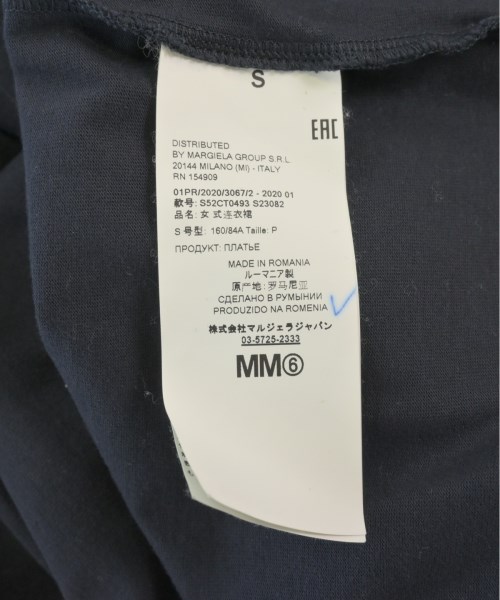 S
EAC
DISTRIBUTED
BY MARGIELA GROUP S.R.L.
20144 MILANO (MI) - ITALY
RN 154909
01PR/2020/3067/2 - 2020 01
款号: S52CT0493 S23082
品名: 女式连衣裙
S 号型: 160/84A Taille: P
ПРОДУКТ: ПЛАТЬЕ
MADE IN ROMANIA
ルーマニア製
原产地: 罗马尼亚
СДЕЛАНО В РУМЫНИИ
PRODUZIDO NA ROMENIA
株式会社マルジェラジャパン
03-5725-2333
MM⑥